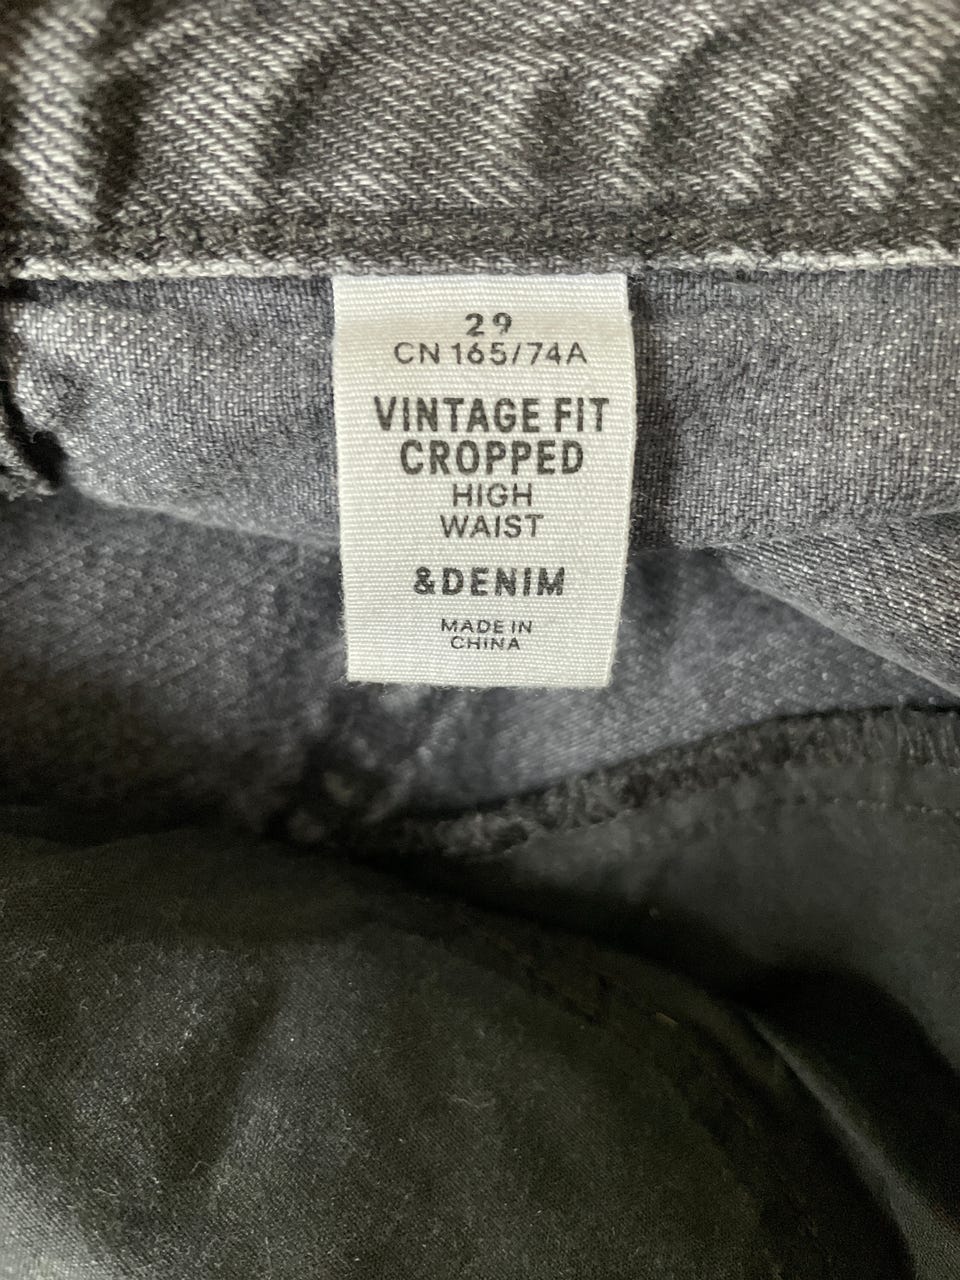 29
CN 165/74A
VINTAGE FIT
CROPPED
HIGH
WAIST
&DENIM
MADE IN
CHINA